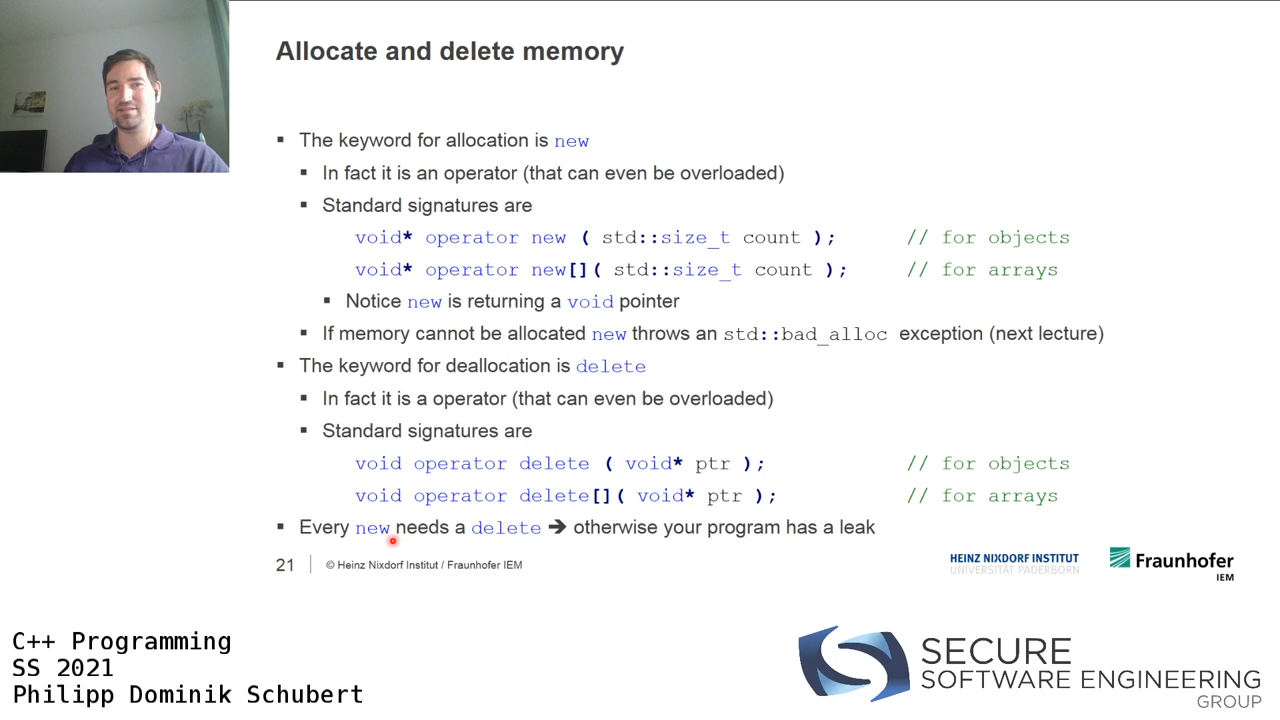 Allocate and delete memory
▪ The keyword for allocation is new
▪ In fact it is an operator (that can even be overloaded)
▪ Standard signatures are
void* operator new ( std::size_t count ); // for objects
void* operator new[]( std::size_t count ); // for arrays
▪ Notice new is returning a void pointer
▪ If memory cannot be allocated new throws an std::bad_alloc exception (next lecture)
▪ The keyword for deallocation is delete
▪ In fact it is a operator (that can even be overloaded)
▪ Standard signatures are
void operator delete ( void* ptr ); // for objects
void operator delete[]( void* ptr ); // for arrays
▪ Every new needs a delete ➔ otherwise your program has a leak
21 © Heinz Nixdorf Institut / Fraunhofer IEM
HEINZ NIXDORF INSTITUT
UNIVERSITÄT PADERBORN
Fraunhofer
IEM
C++ Programming
SS 2021
Philipp Dominik Schubert
SECURE
SOFTWARE ENGINEERING
GROUP